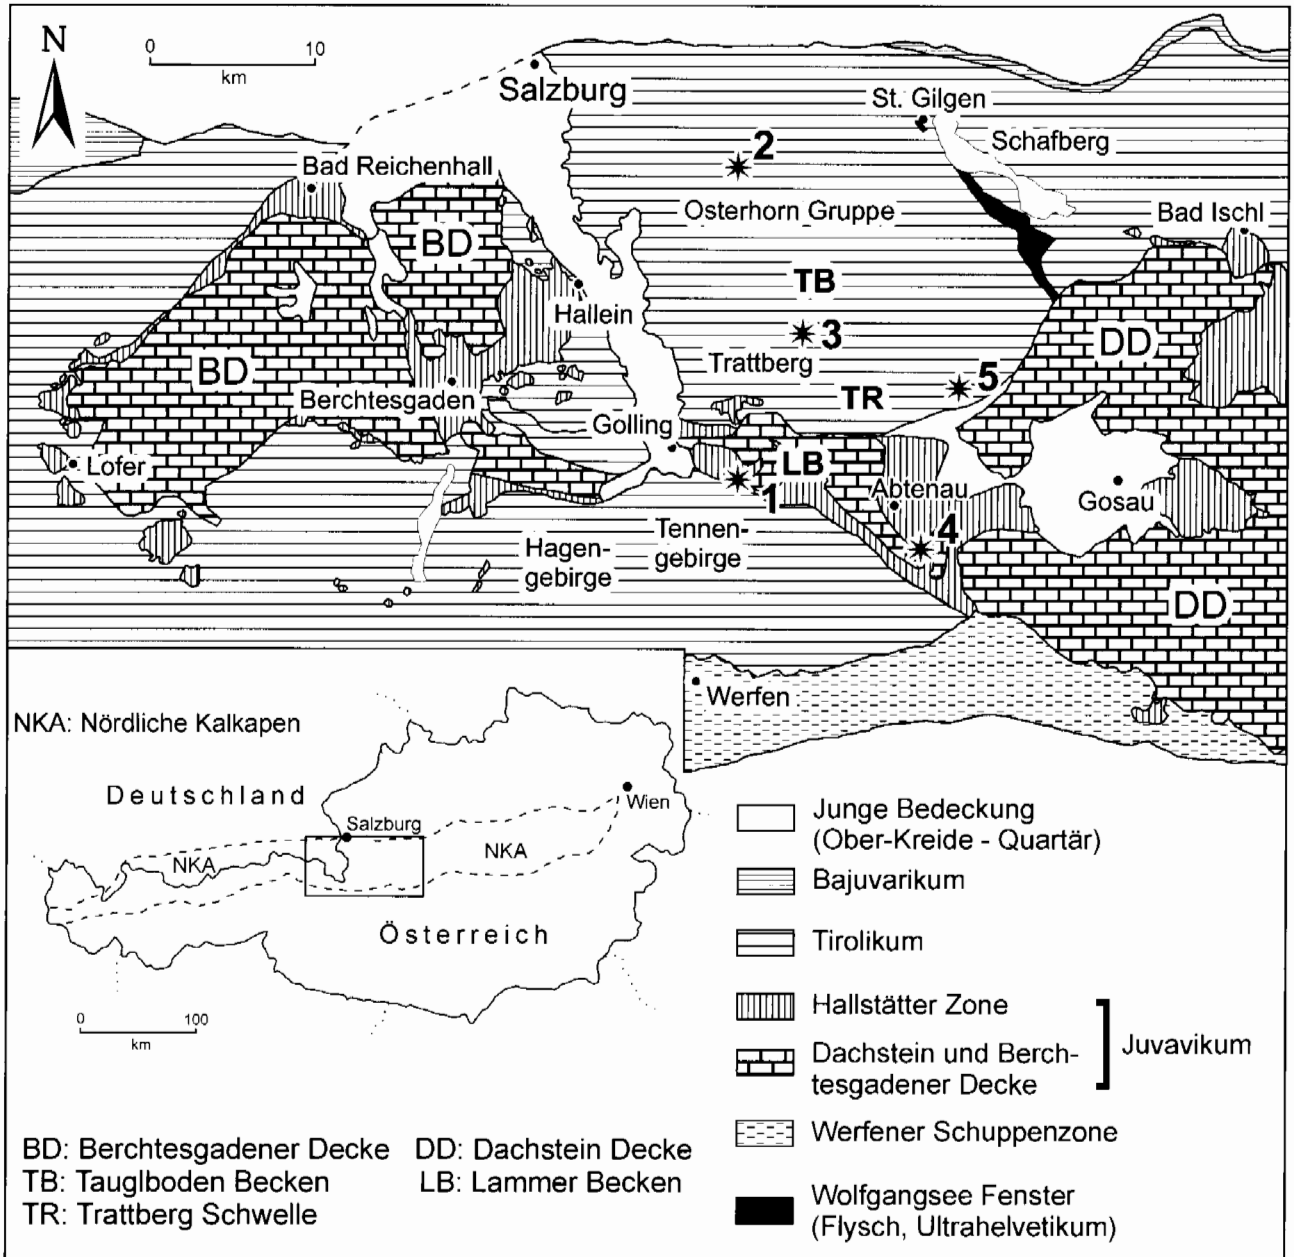 N
0 10
km
Salzburg
St. Gilgen
Schafberg
2
Bad Reichenhall
Osterhorn Gruppe
Bad Ischl
BD
TB
Hallein
3
DD
BD
Trattberg
5
Berchtesgaden
TR
Golling
Lofer
LB
Abtenau
1
Gosau
Tennen-
gebirge
4
Hagen-
gebirge
DD
Werfen
NKA: Nördliche Kalkapen
Deutschland
Wien
Salzburg
NKA
NKA
Österreich
0 100
km
Junge Bedeckung
(Ober-Kreide - Quartär)
Bajuvarikum
Tirolikum
Hallstätter Zone
Juvavikum
Dachstein und Berch-
tesgadener Decke
Werfener Schuppenzone
Wolfgangsee Fenster
(Flysch, Ultrahelvetikum)
BD: Berchtesgadener Decke DD: Dachstein Decke
TB: Tauglboden Becken LB: Lammer Becken
TR: Trattberg Schwelle